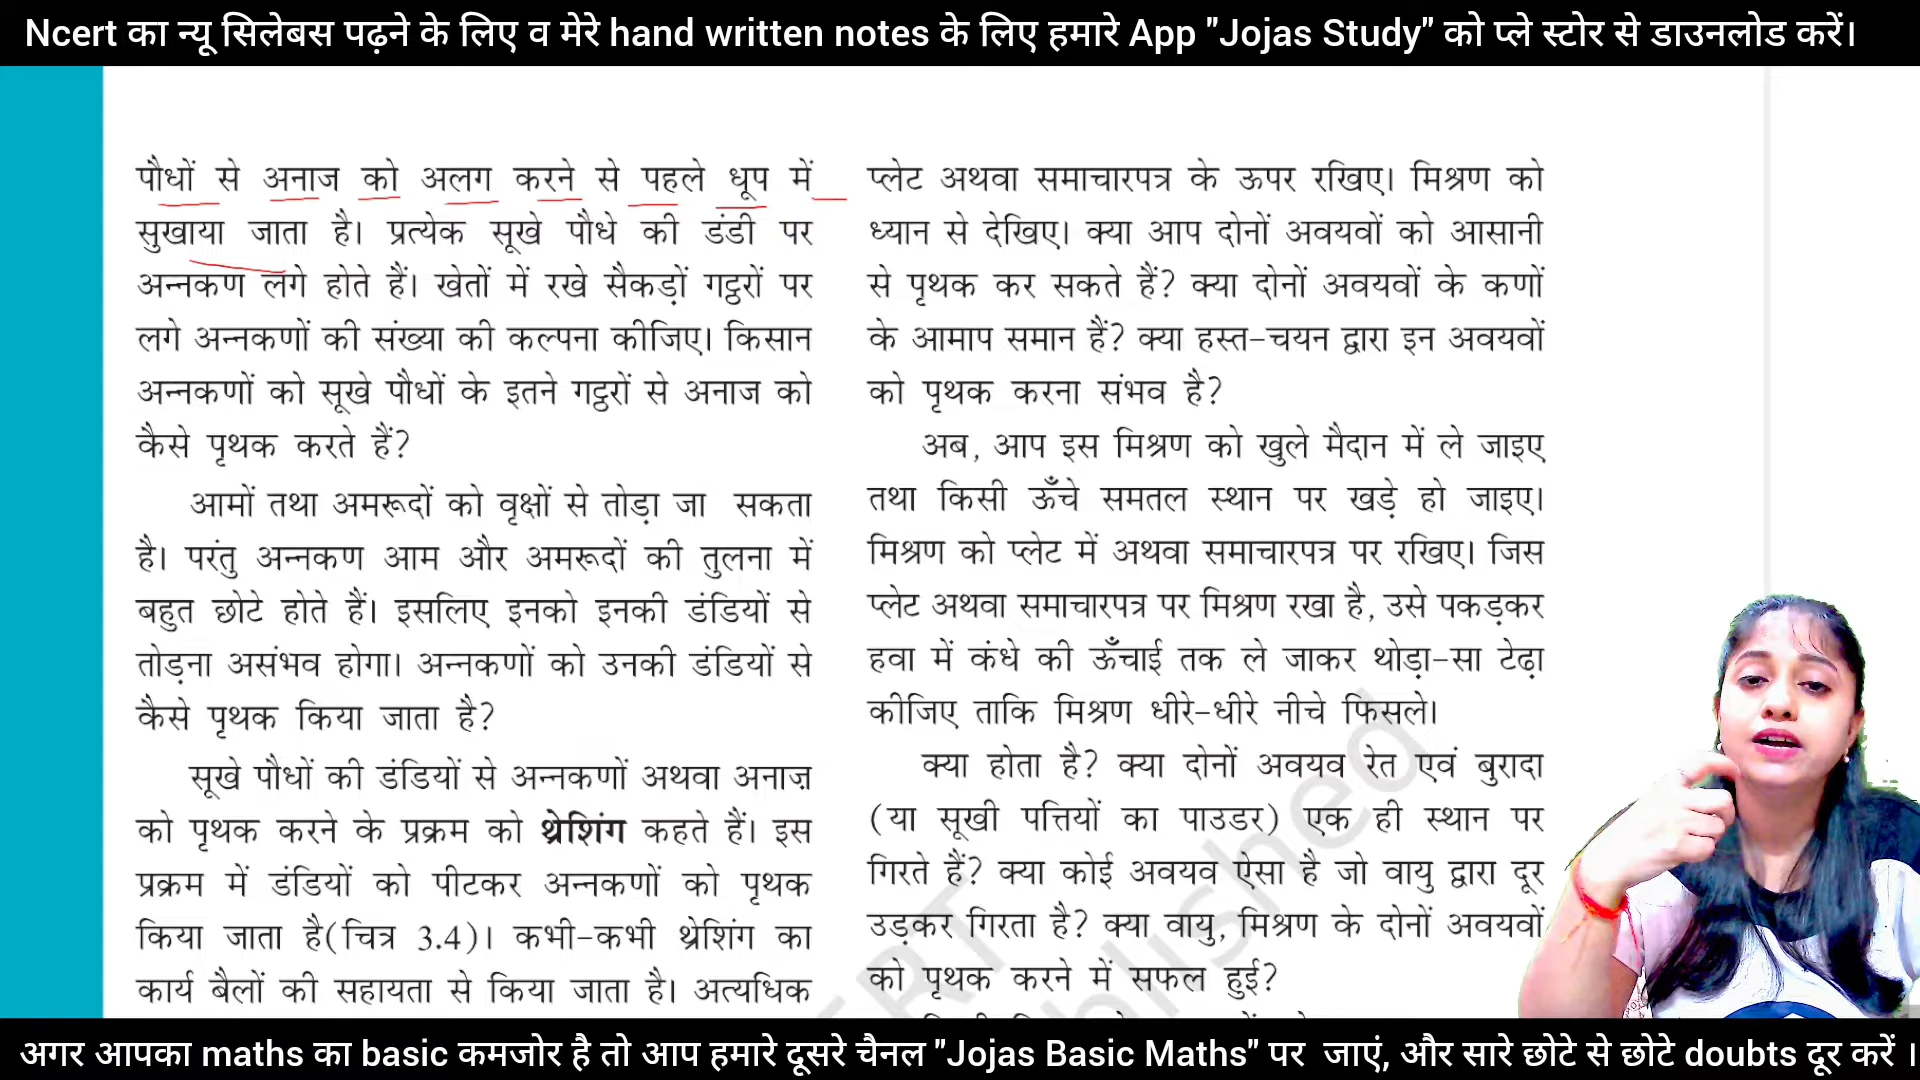 Ncert का न्यू सिलेबस पढ़ने के लिए व मेरे hand written notes के लिए हमारे App "Jojas Study" को प्ले स्टोर से डाउनलोड करें।
पौधों से अनाज को अलग करने से पहले धूप में
सुखाया जाता है। प्रत्येक सूखे पौधे की डंडी पर
अन्नकण लगे होते हैं। खेतों में रखे सैकड़ों गट्ठरों पर
लगे अन्नकणों की संख्या की कल्पना कीजिए। किसान
अन्नकणों को सूखे पौधों के इतने गट्ठरों से अनाज को
कैसे पृथक करते हैं?
आमों तथा अमरूदों को वृक्षों से तोड़ा जा सकता
है। परंतु अन्नकण आम और अमरूदों की तुलना में
बहुत छोटे होते हैं। इसलिए इनको इनकी डंडियों से
तोड़ना असंभव होगा। अन्नकणों को उनकी डंडियों से
कैसे पृथक किया जाता है?
सूखे पौधों की डंडियों से अन्नकणों अथवा अनाज़
को पृथक करने के प्रक्रम को थ्रेशिंग कहते हैं। इस
प्रक्रम में डंडियों को पीटकर अन्नकणों को पृथक
किया जाता है(चित्र 3.4)। कभी-कभी थ्रेशिंग का
कार्य बैलों की सहायता से किया जाता है। अत्यधिक
प्लेट अथवा समाचारपत्र के ऊपर रखिए। मिश्रण को
ध्यान से देखिए। क्या आप दोनों अवयवों को आसानी
से पृथक कर सकते हैं? क्या दोनों अवयवों के कणों
के आमाप समान हैं? क्या हस्त-चयन द्वारा इन अवयवों
को पृथक करना संभव है?
अब, आप इस मिश्रण को खुले मैदान में ले जाइए
तथा किसी ऊँचे समतल स्थान पर खड़े हो जाइए।
मिश्रण को प्लेट में अथवा समाचारपत्र पर रखिए। जिस
प्लेट अथवा समाचारपत्र पर मिश्रण रखा है, उसे पकड़कर
हवा में कंधे की ऊँचाई तक ले जाकर थोड़ा-सा टेढ़ा
कीजिए ताकि मिश्रण धीरे-धीरे नीचे फिसले।
क्या होता है? क्या दोनों अवयव रेत एवं बुरादा
(या सूखी पत्तियों का पाउडर) एक ही स्थान पर
गिरते हैं? क्या कोई अवयव ऐसा है जो वायु द्वारा दूर
उड़कर गिरता है? क्या वायु, मिश्रण के दोनों अवयवों
को पृथक करने में सफल हुई?
अगर आपका maths का basic कमजोर है तो आप हमारे दूसरे चैनल "Jojas Basic Maths" पर जाएं, और सारे छोटे से छोटे doubts दूर करें ।